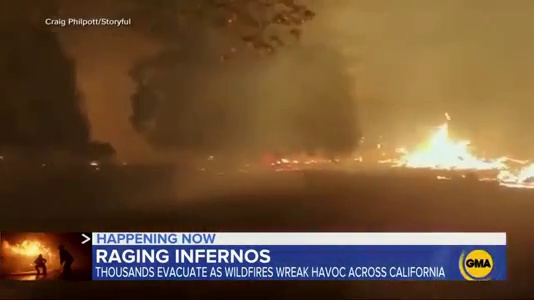 Craig Philpott/Storyful
HAPPENING NOW
RAGING INFERNOS
THOUSANDS EVACUATE AS WILDFIRES WREAK HAVOC ACROSS CALIFORNIA
GMA